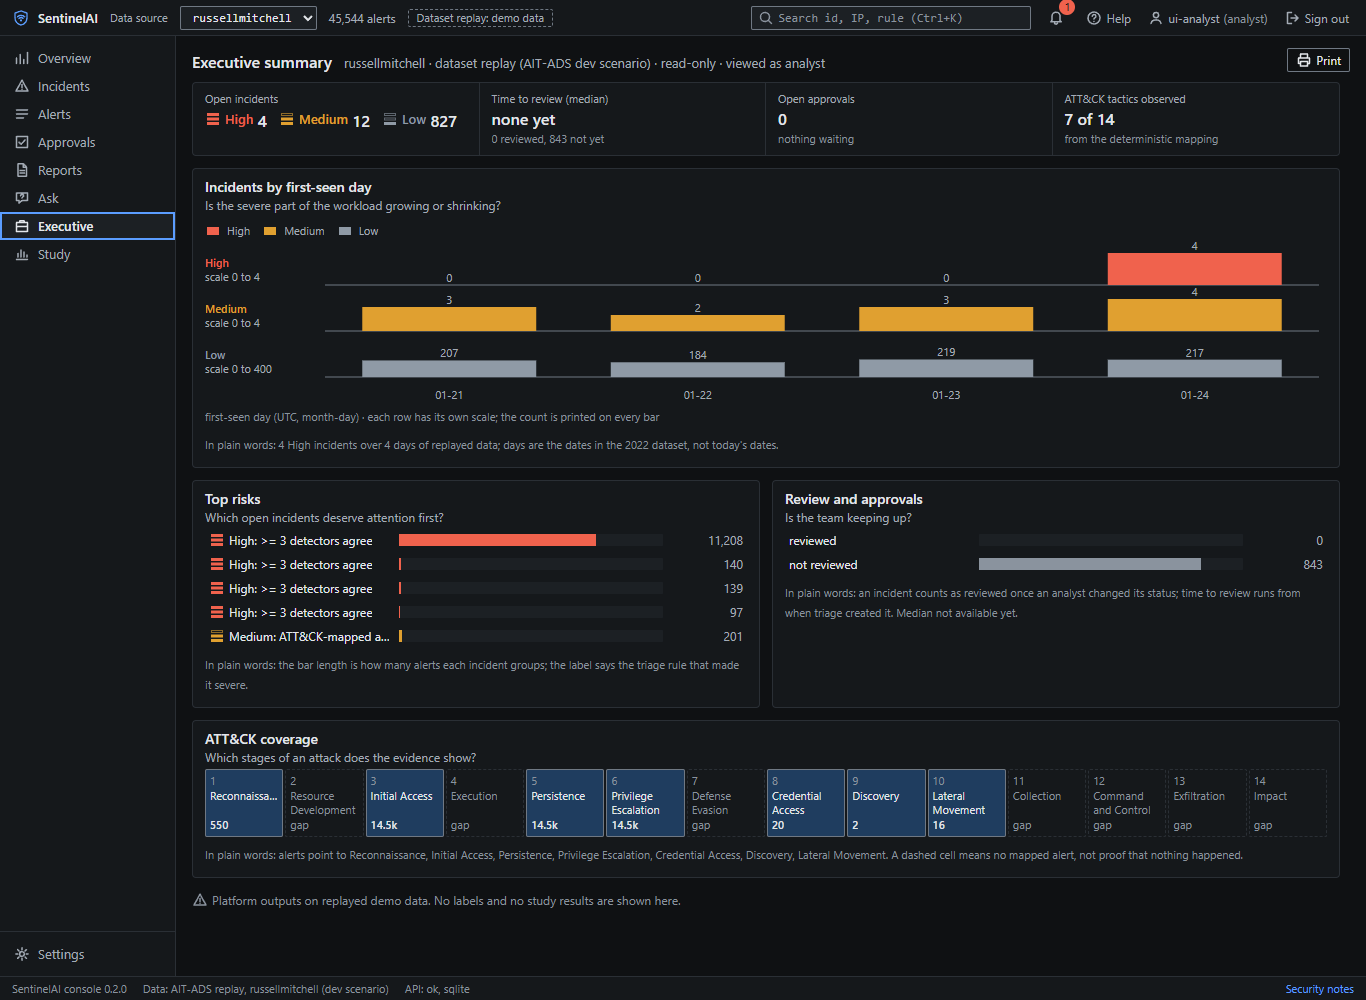 SentinelAI Data source russellmitchell 45,544 alerts Dataset replay: demo data Search id, IP, rule (Ctrl+K) 1 Help ui-analyst (analyst) Sign out
Overview
Incidents
Alerts
Approvals
Reports
Ask
Executive
Study
Settings
Executive summary russellmitchell · dataset replay (AIT-ADS dev scenario) · read-only · viewed as analyst Print
Open incidents
High 4 Medium 12 Low 827
Time to review (median)
none yet
0 reviewed, 843 not yet
Open approvals
0
nothing waiting
ATT&CK tactics observed
7 of 14
from the deterministic mapping
Incidents by first-seen day
Is the severe part of the workload growing or shrinking?
High Medium Low
High
scale 0 to 4
0 0 0 4
Medium
scale 0 to 4
3 2 3 4
Low
scale 0 to 400
207 184 219 217
01-21 01-22 01-23 01-24
first-seen day (UTC, month-day) · each row has its own scale; the count is printed on every bar
In plain words: 4 High incidents over 4 days of replayed data; days are the dates in the 2022 dataset, not today's dates.
Top risks
Which open incidents deserve attention first?
High: >= 3 detectors agree 11,208
High: >= 3 detectors agree 140
High: >= 3 detectors agree 139
High: >= 3 detectors agree 97
Medium: ATT&CK-mapped a... 201
In plain words: the bar length is how many alerts each incident groups; the label says the triage rule that made
it severe.
Review and approvals
Is the team keeping up?
reviewed 0
not reviewed 843
In plain words: an incident counts as reviewed once an analyst changed its status; time to review runs from
when triage created it. Median not available yet.
ATT&CK coverage
Which stages of an attack does the evidence show?
1
Reconnaissa...
550
2
Resource
Development
gap
3
Initial Access
14.5k
4
Execution
gap
5
Persistence
14.5k
6
Privilege
Escalation
14.5k
7
Defense
Evasion
gap
8
Credential
Access
20
9
Discovery
2
10
Lateral
Movement
16
11
Collection
gap
12
Command
and Control
gap
13
Exfiltration
gap
14
Impact
gap
In plain words: alerts point to Reconnaissance, Initial Access, Persistence, Privilege Escalation, Credential Access, Discovery, Lateral Movement. A dashed cell means no mapped alert, not proof that nothing happened.
Platform outputs on replayed demo data. No labels and no study results are shown here.
SentinelAI console 0.2.0 Data: AIT-ADS replay, russellmitchell (dev scenario) API: ok, sqlite Security notes